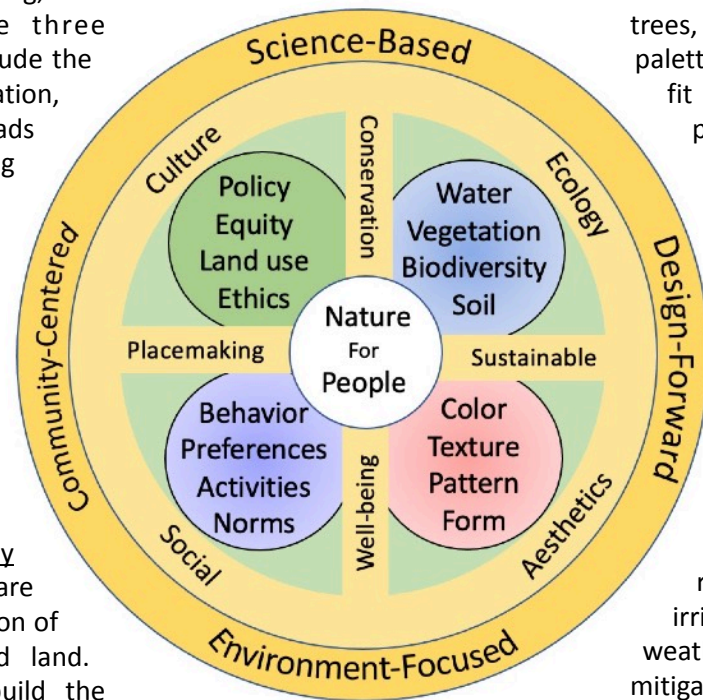 three
ude the
ation,
ads
g
trees,
palett
fit
p
Science-Based
Culture
Conservation
Ecology
Policy
Equity
Land use
Ethics
Water
Vegetation
Biodiversity
Soil
Community-Centered
Design-Forward
Placemaking
Nature
For
People
Sustainable
Behavior
Preferences
Activities
Norms
Color
Texture
Pattern
Form
Social
Well-being
Aesthetics
Environment-Focused
y
are
on of
d land.
uild the
r
irri
weat
mitiga